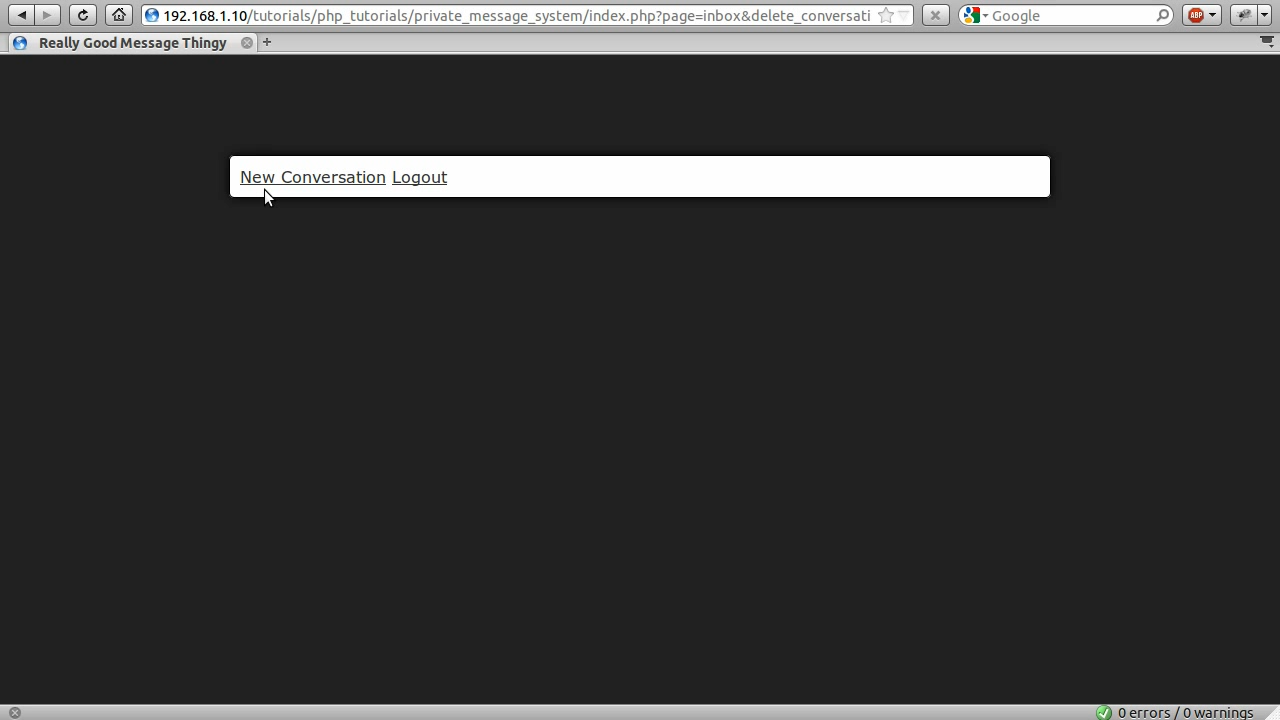 192.168.1.10/tutorials/php_tutorials/private_message_system/index.php?page=inbox&delete_conversati
Google
ABP
Really Good Message Thingy
New Conversation Logout
0 errors / 0 warnings